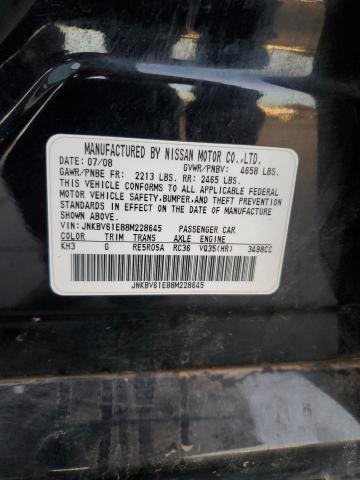 MANUFACTURED BY NISSAN MOTOR CO.,LTD.
DATE: 07/08 GVWR/PNBV: 4658 LBS.
GAWR/PNBE FR: 2213 LBS. RR: 2465 LBS.
THIS VEHICLE CONFORMS TO ALL APPLICABLE FEDERAL
MOTOR VEHICLE SAFETY,BUMPER,AND THEFT PREVENTION
STANDARDS IN EFFECT ON THE DATE OF MANUFACTURE
SHOWN ABOVE.
VIN: JNKBV61E88M228645 PASSENGER CAR
COLOR TRIM TRANS AXLE ENGINE
KH3 G RE5R05A RC36 VQ35(HR) 3498CC
JNKBV61E88M228645